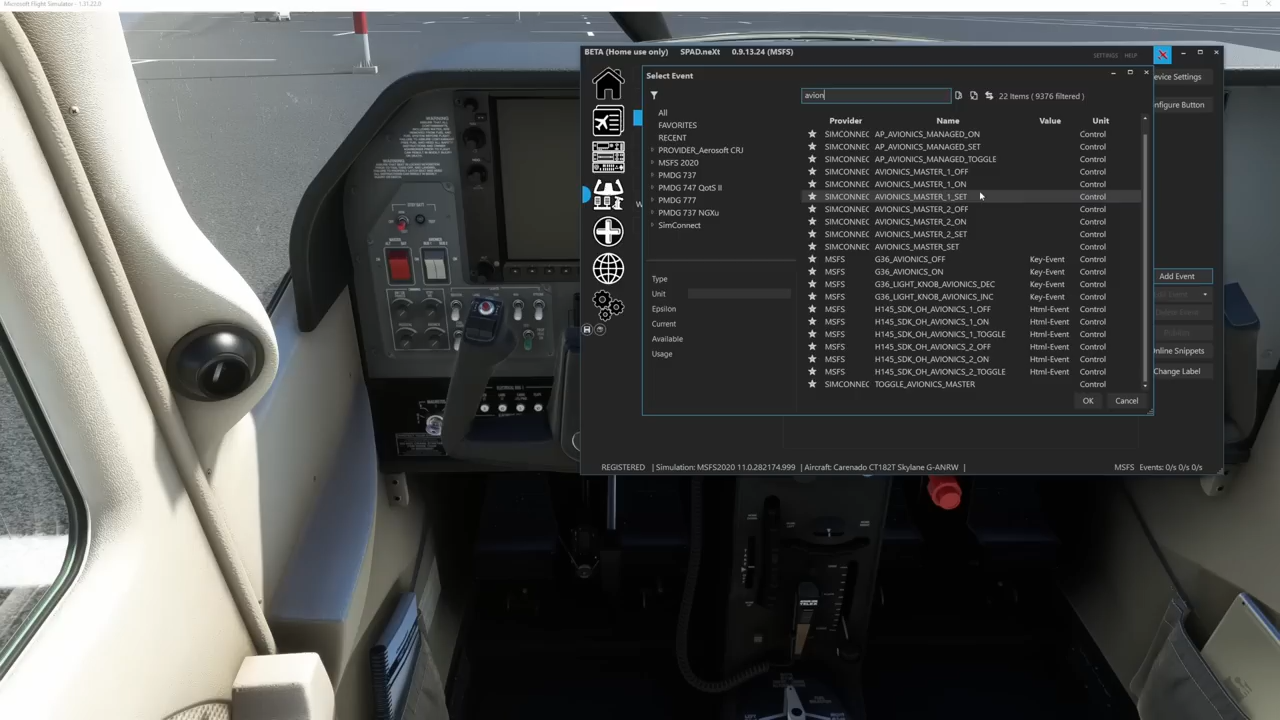 Microsoft Flight Simulator - 1.31.22.0
BETA (Home use only) SPAD.neXt 0.9.13.24 (MSFS)
SETTINGS HELP
Select Event
avion
22 Items ( 9376 filtered )
All
FAVORITES
RECENT
PROVIDER_Aerosoft CRJ
MSFS 2020
PMDG 737
PMDG 747 QotS II
PMDG 777
PMDG 737 NGXu
SimConnect
Type
Unit
Epsilon
Current
Available
Usage
Provider Name Value Unit
SIMCONNEC AP_AVIONICS_MANAGED_ON Control
SIMCONNEC AP_AVIONICS_MANAGED_SET Control
SIMCONNEC AP_AVIONICS_MANAGED_TOGGLE Control
SIMCONNEC AVIONICS_MASTER_1_OFF Control
SIMCONNEC AVIONICS_MASTER_1_ON Control
SIMCONNEC AVIONICS_MASTER_1_SET Control
SIMCONNEC AVIONICS_MASTER_2_OFF Control
SIMCONNEC AVIONICS_MASTER_2_ON Control
SIMCONNEC AVIONICS_MASTER_2_SET Control
SIMCONNEC AVIONICS_MASTER_SET Control
MSFS G36_AVIONICS_OFF Key-Event Control
MSFS G36_AVIONICS_ON Key-Event Control
MSFS G36_LIGHT_KNOB_AVIONICS_DEC Key-Event Control
MSFS G36_LIGHT_KNOB_AVIONICS_INC Key-Event Control
MSFS H145_SDK_OH_AVIONICS_1_OFF Html-Event Control
MSFS H145_SDK_OH_AVIONICS_1_ON Html-Event Control
MSFS H145_SDK_OH_AVIONICS_1_TOGGLE Html-Event Control
MSFS H145_SDK_OH_AVIONICS_2_OFF Html-Event Control
MSFS H145_SDK_OH_AVIONICS_2_ON Html-Event Control
MSFS H145_SDK_OH_AVIONICS_2_TOGGLE Html-Event Control
SIMCONNEC TOGGLE_AVIONICS_MASTER Control
OK Cancel
evice Settings
nfigure Button
Add Event
nline Snippets
Change Label
REGISTERED | Simulation: MSFS2020 11.0.282174.999 | Aircraft: Carenado CT182T Skylane G-ANRW |
MSFS Events: 0/s 0/s 0/s